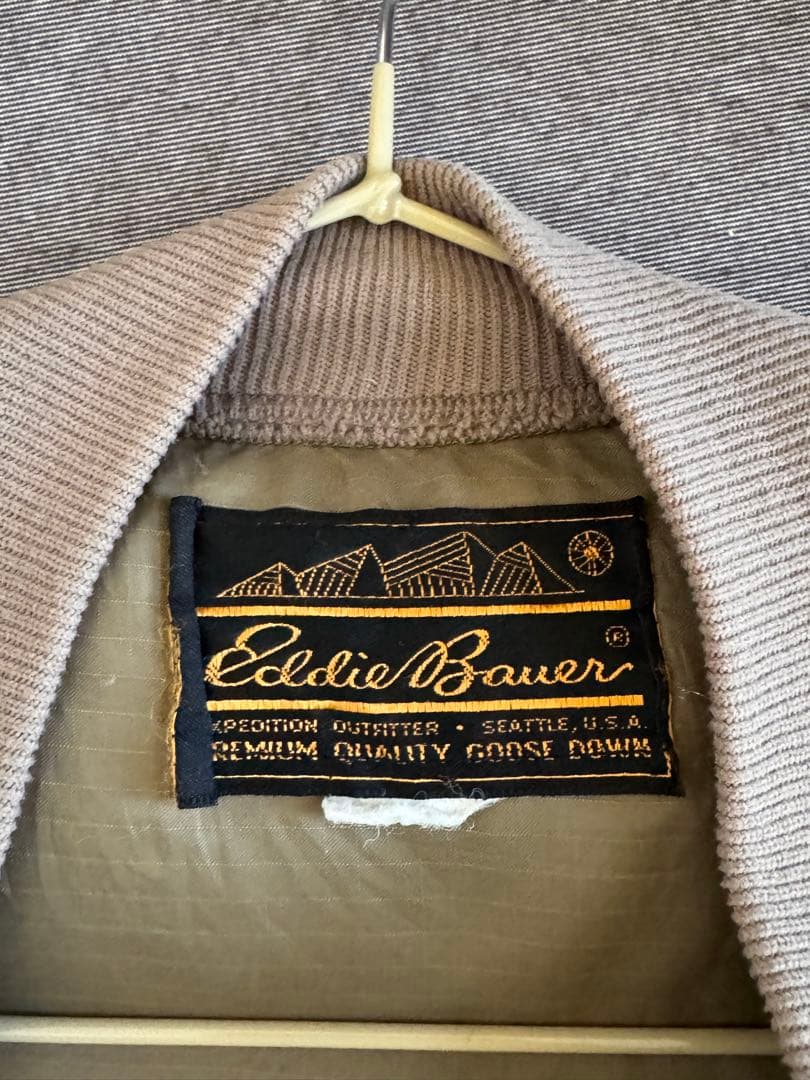 Eddie Bauer ®
XPEDITION OUTFITTER • SEATTLE, U.S.A.
REMIUM QUALITY GOOSE DOWN